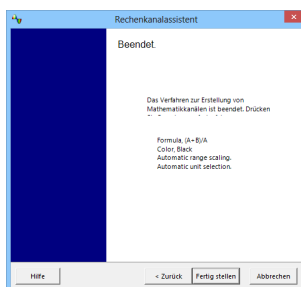 Rechenkanalassistent
Beendet.
Das Verfahren zur Erstellung von
Mathematikkanälen ist beendet. Drücken
Formula, (A+B)/A
Color, Black
Automatic range scaling.
Automatic unit selection.
Hilfe
< Zurück
Fertig stellen
Abbrechen